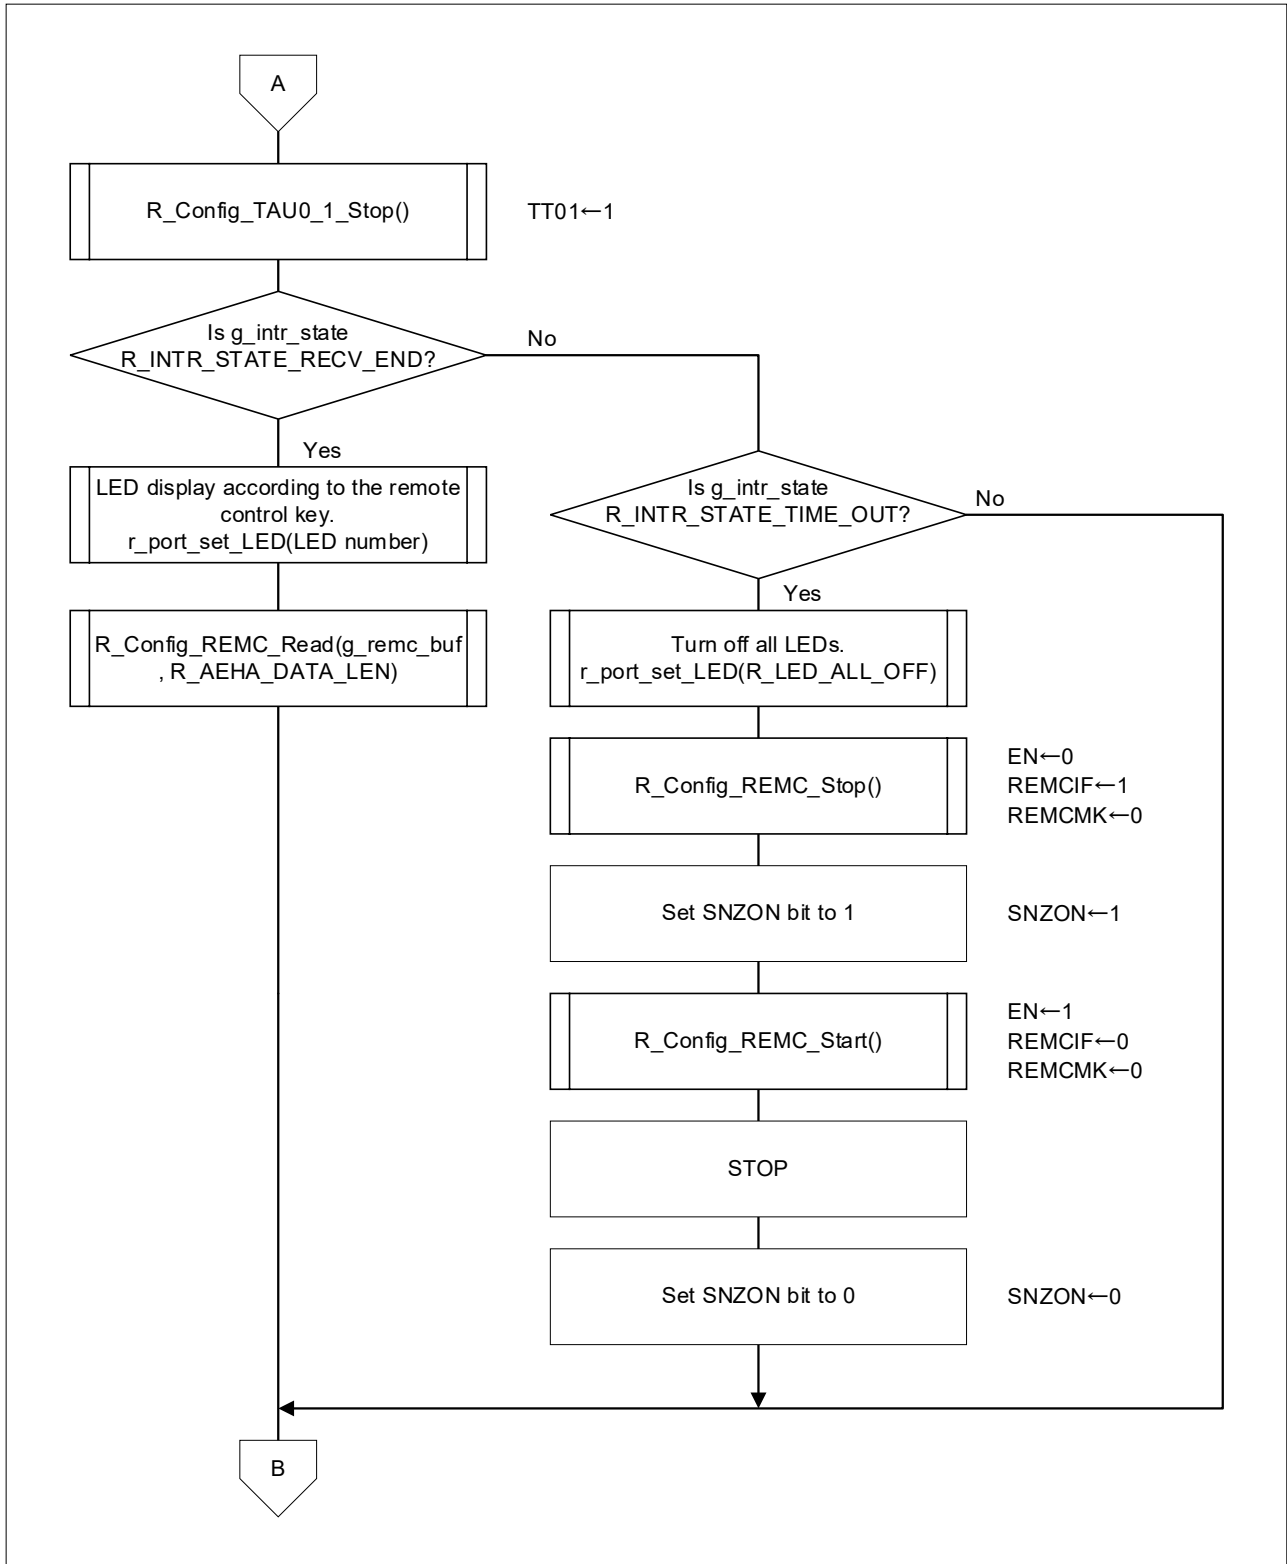 A
R_Config_TAU0_1_Stop()
TT01←1
Is g_intr_state
R_INTR_STATE_RECV_END?
No
Yes
LED display according to the remote
control key.
r_port_set_LED(LED number)
R_Config_REMC_Read(g_remc_buf
, R_AEHA_DATA_LEN)
Is g_intr_state
R_INTR_STATE_TIME_OUT?
No
Yes
Turn off all LEDs.
r_port_set_LED(R_LED_ALL_OFF)
R_Config_REMC_Stop()
EN←0
REMCIF←1
REMCMK←0
Set SNZON bit to 1
SNZON←1
R_Config_REMC_Start()
EN←1
REMCIF←0
REMCMK←0
STOP
Set SNZON bit to 0
SNZON←0
B